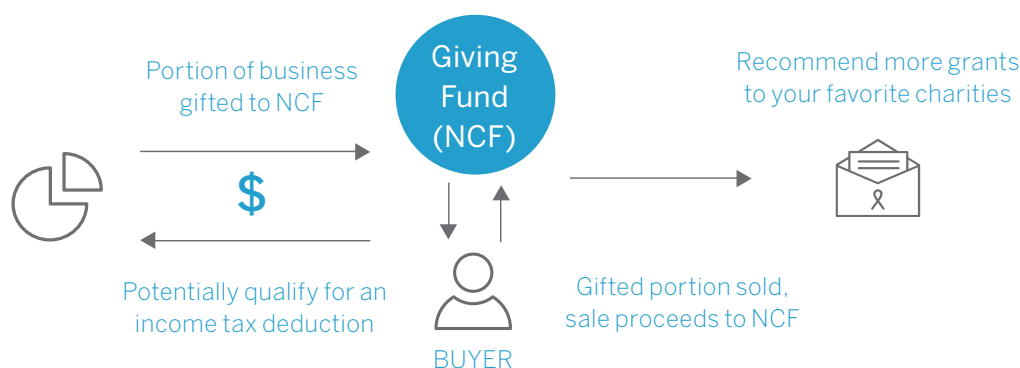 Portion of business
gifted to NCF
Giving
Fund
(NCF)
Recommend more grants
to your favorite charities
$
Potentially qualify for an
income tax deduction
BUYER
Gifted portion sold,
sale proceeds to NCF